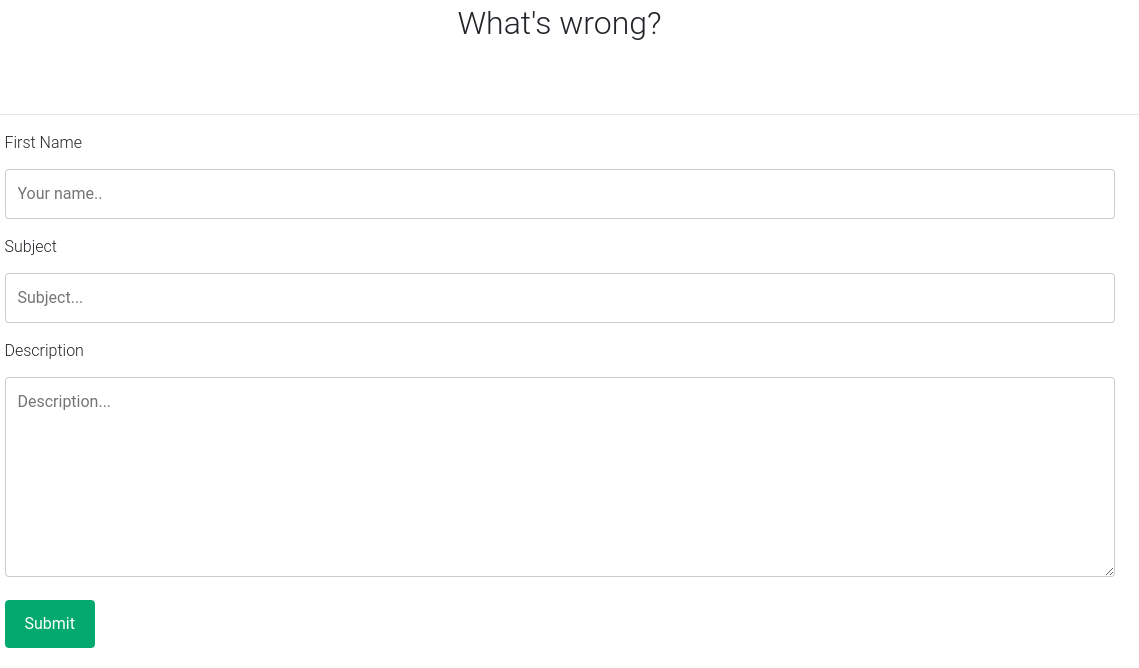 What's wrong?
First Name
Your name..
Subject
Subject...
Description
Description...
Submit